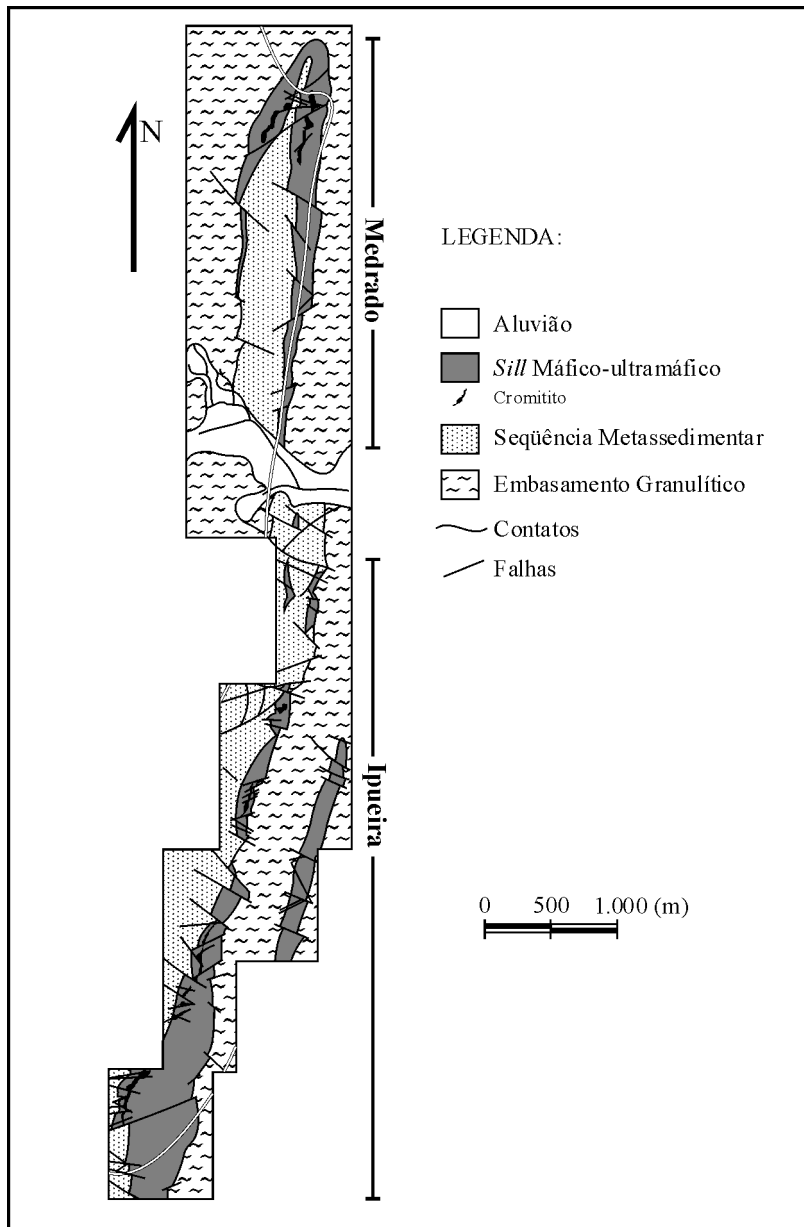 N
Medrado
LEGENDA:
Aluvião
Sill Máfico-ultramáfico
Cromitito
Seqüência Metassedimentar
Embasamento Granulítico
Contatos
Falhas
Ipueira
0 500 1.000 (m)